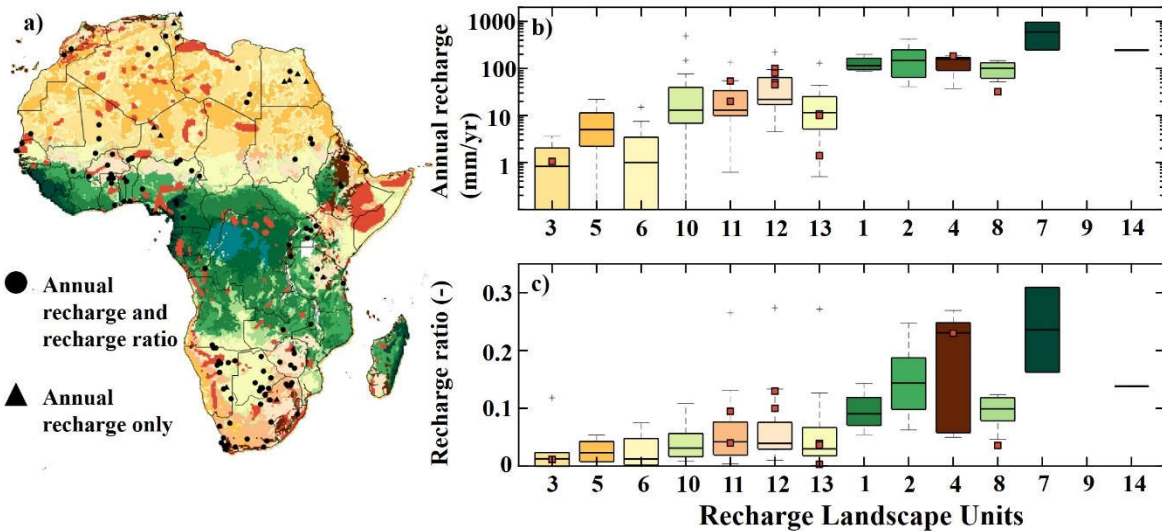 a)
Annual
recharge and
recharge ratio
Annual
recharge only
b)
Annual recharge
(mm/yr)
1000
100
10
1
3 5 6 10 11 12 13 1 2 4 8 7 9 14
c)
Recharge ratio (-)
0.3
0.2
0.1
0
3 5 6 10 11 12 13 1 2 4 8 7 9 14
Recharge Landscape Units